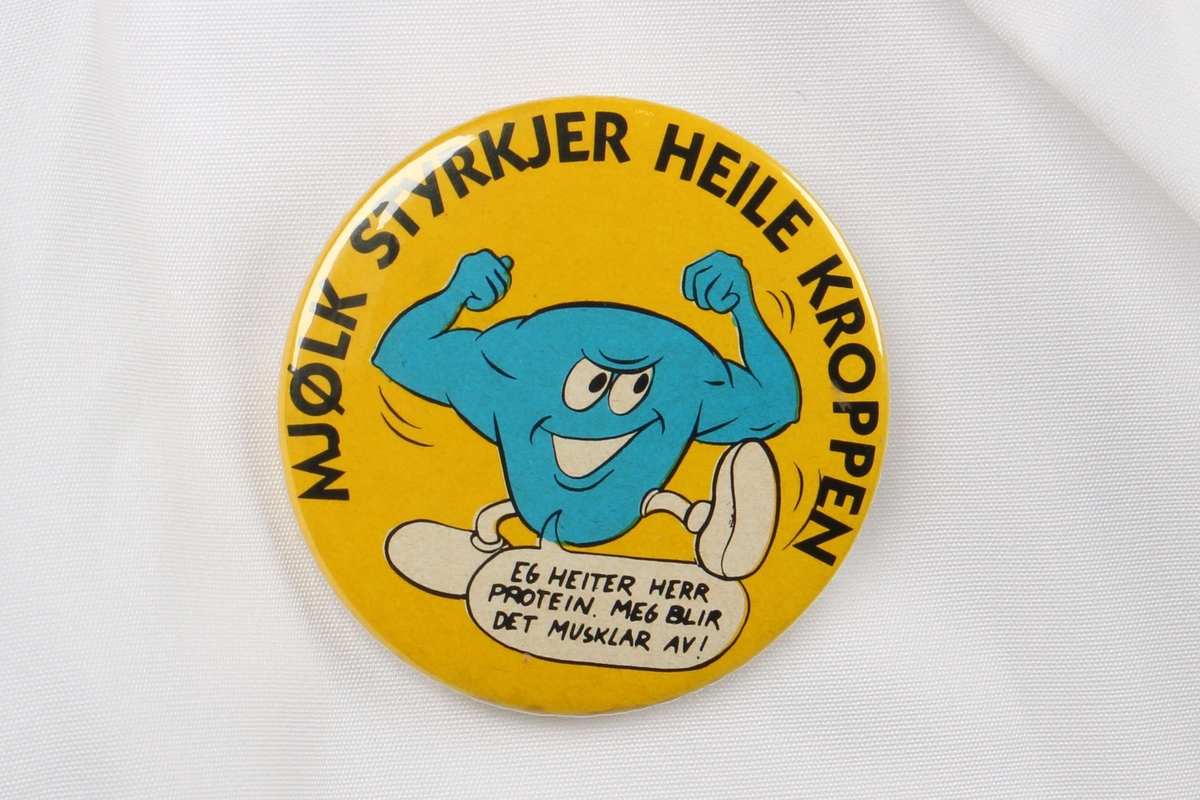 MJØLK STYRKJER HEILE KROPPEN
EG HEITER HERR
PROTEIN. MEG BLIR
DET MUSKLAR AV!